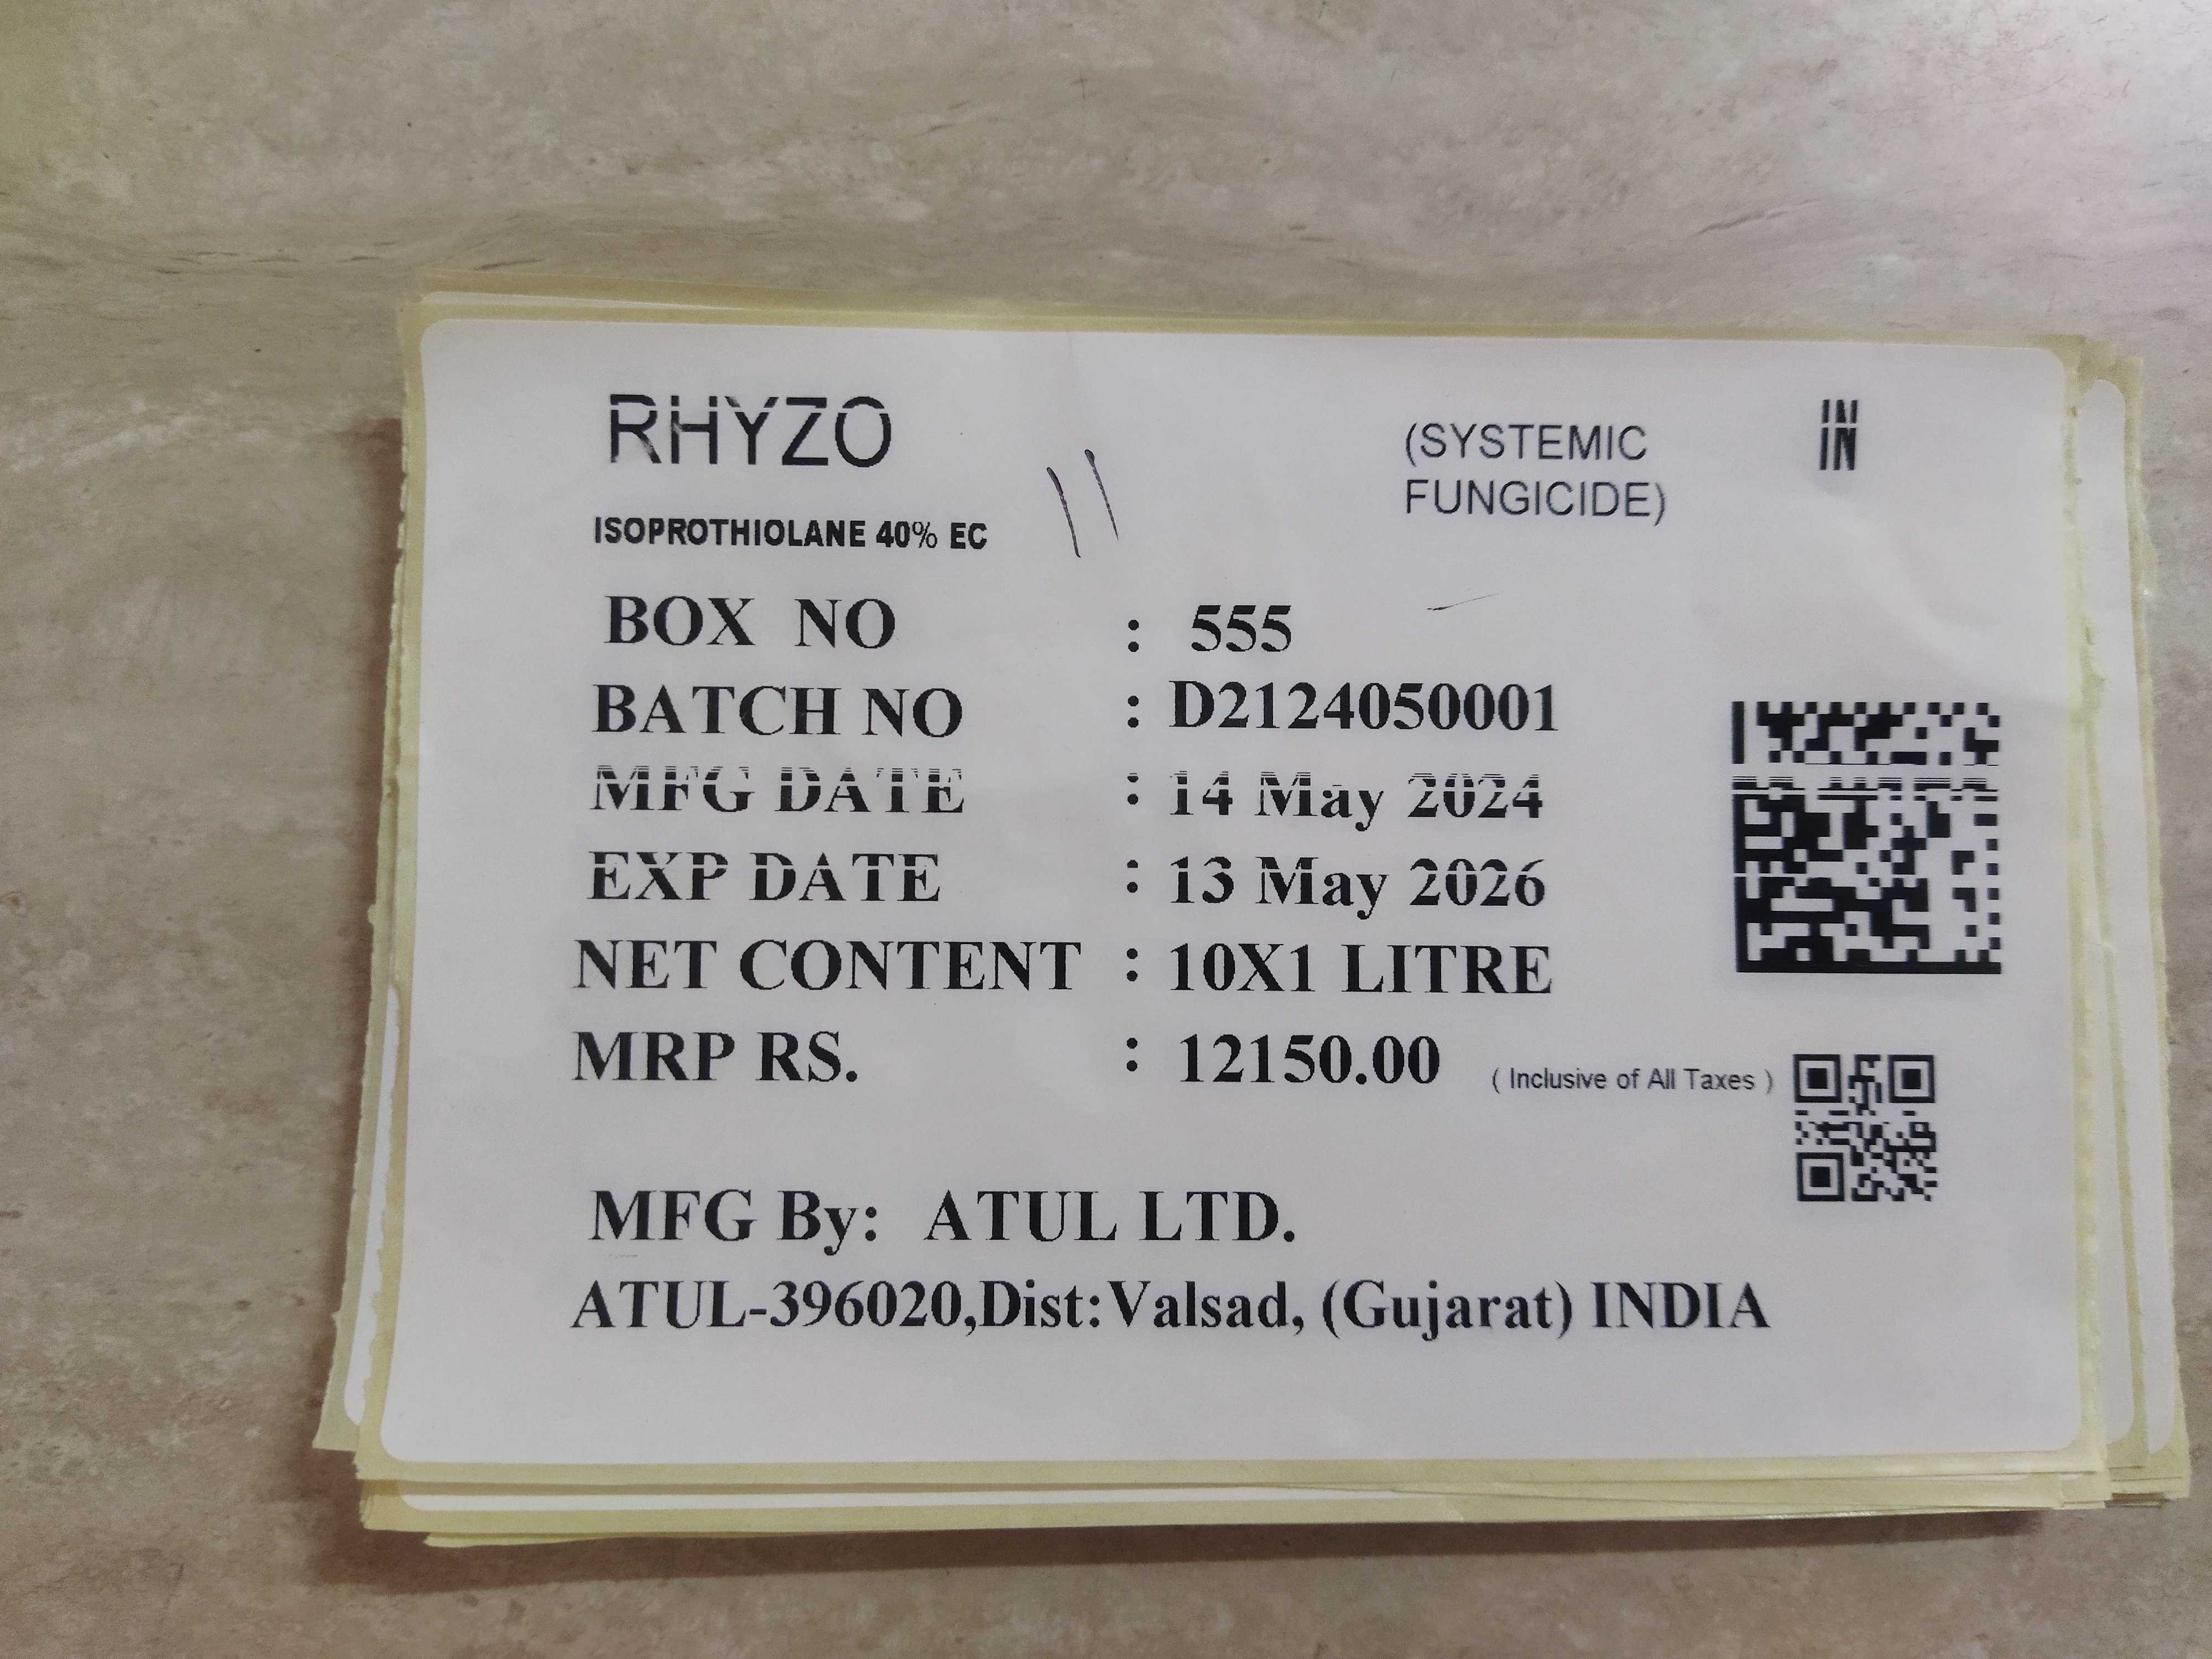 RHYZO
(SYSTEMIC
FUNGICIDE)
IN
ISOPROTHIOLANE 40% EC
11
BOX NO : 555
BATCH NO : D2124050001
MFG DATE : 14 May 2024
EXP DATE : 13 May 2026
NET CONTENT : 10X1 LITRE
MRP RS. : 12150.00 ( Inclusive of All Taxes )
MFG By: ATUL LTD.
ATUL-396020,Dist:Valsad, (Gujarat) INDIA